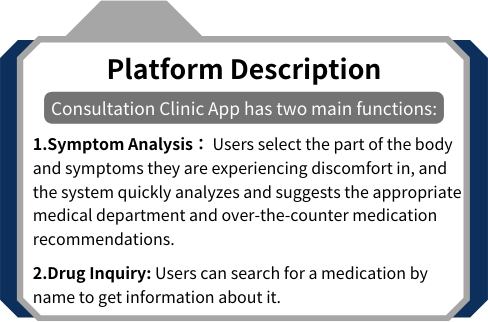 Platform Description
Consultation Clinic App has two main functions:
1.Symptom Analysis： Users select the part of the body
and symptoms they are experiencing discomfort in, and
the system quickly analyzes and suggests the appropriate
medical department and over-the-counter medication
recommendations.
2.Drug Inquiry: Users can search for a medication by
name to get information about it.